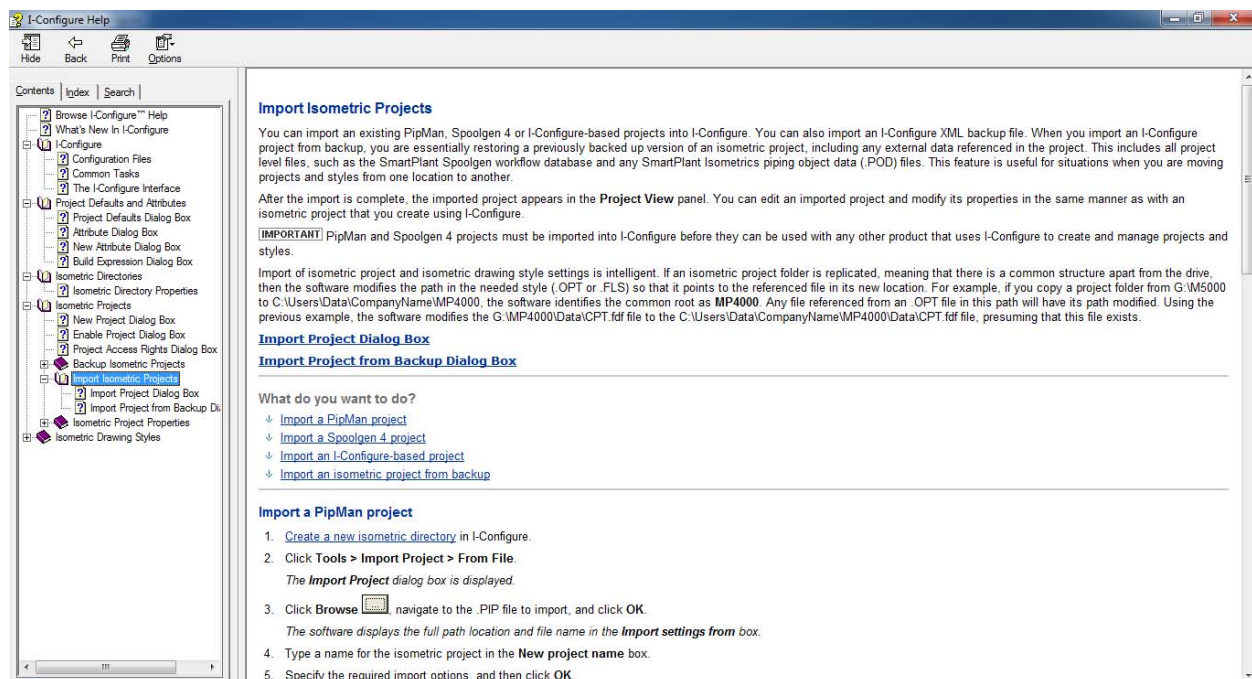 I-Configure Help
Hide Back Print Options
Contents Index Search
Browse I-Configure™ Help
What's New In I-Configure
I-Configure
Configuration Files
Common Tasks
The I-Configure Interface
Project Defaults and Attributes
Project Defaults Dialog Box
Attribute Dialog Box
New Attribute Dialog Box
Build Expression Dialog Box
Isometric Directories
Isometric Directory Properties
Isometric Projects
New Project Dialog Box
Enable Project Dialog Box
Project Access Rights Dialog Box
Backup Isometric Projects
Import Isometric Projects
Import Project Dialog Box
Import Project from Backup Di
Isometric Project Properties
Isometric Drawing Styles
Import Isometric Projects
You can import an existing PipMan, Spoolgen 4 or I-Configure-based projects into I-Configure. You can also import an I-Configure XML backup file. When you import an I-Configure
project from backup, you are essentially restoring a previously backed up version of an isometric project, including any external data referenced in the project. This includes all project
level files, such as the SmartPlant Spoolgen workflow database and any SmartPlant Isometrics piping object data (.POD) files. This feature is useful for situations when you are moving
projects and styles from one location to another.
After the import is complete, the imported project appears in the Project View panel. You can edit an imported project and modify its properties in the same manner as with an
isometric project that you create using I-Configure.
IMPORTANT PipMan and Spoolgen 4 projects must be imported into I-Configure before they can be used with any other product that uses I-Configure to create and manage projects and
styles.
Import of isometric project and isometric drawing style settings is intelligent. If an isometric project folder is replicated, meaning that there is a common structure apart from the drive,
then the software modifies the path in the needed style (.OPT or .FLS) so that it points to the referenced file in its new location. For example, if you copy a project folder from G:\M5000
to C:\Users\Data\CompanyName\MP4000, the software identifies the common root as MP4000. Any file referenced from an .OPT file in this path will have its path modified. Using the
previous example, the software modifies the G:\MP4000\Data\CPT.fdf file to the C:\Users\Data\CompanyName\MP4000\Data\CPT.fdf file, presuming that this file exists.
Import Project Dialog Box
Import Project from Backup Dialog Box
What do you want to do?
Import a PipMan project
Import a Spoolgen 4 project
Import an I-Configure-based project
Import an isometric project from backup
Import a PipMan project
1. Create a new isometric directory in I-Configure.
2. Click Tools > Import Project > From File.
The Import Project dialog box is displayed.
3. Click Browse ..., navigate to the .PIP file to import, and click OK.
The software displays the full path location and file name in the Import settings from box.
4. Type a name for the isometric project in the New project name box.
5. Specify the required import options, and then click OK.